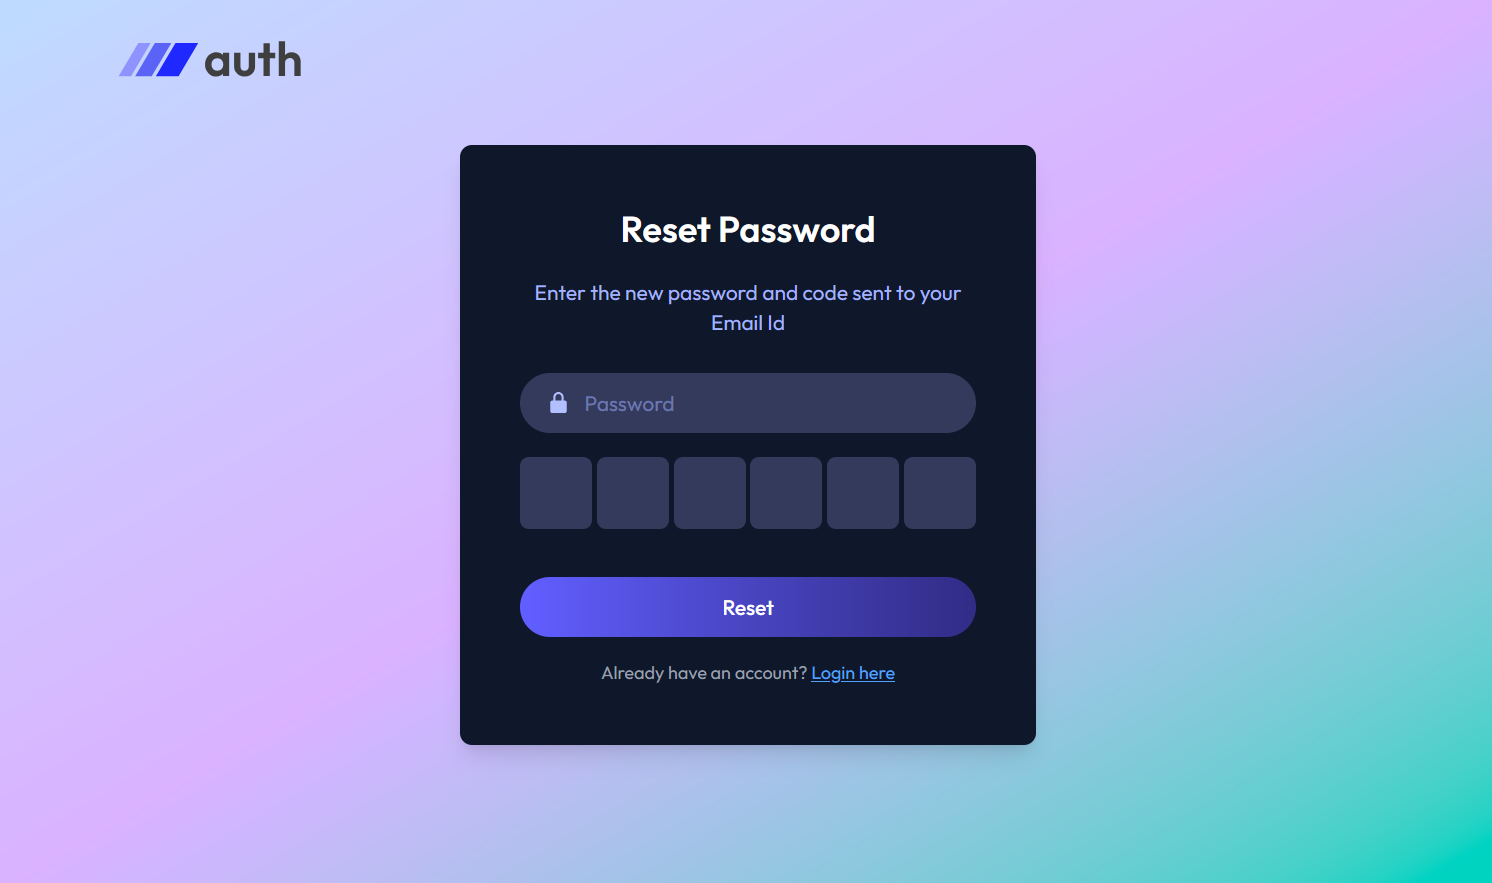 auth
Reset Password
Enter the new password and code sent to your
Email Id
Password
Reset
Already have an account? Login here